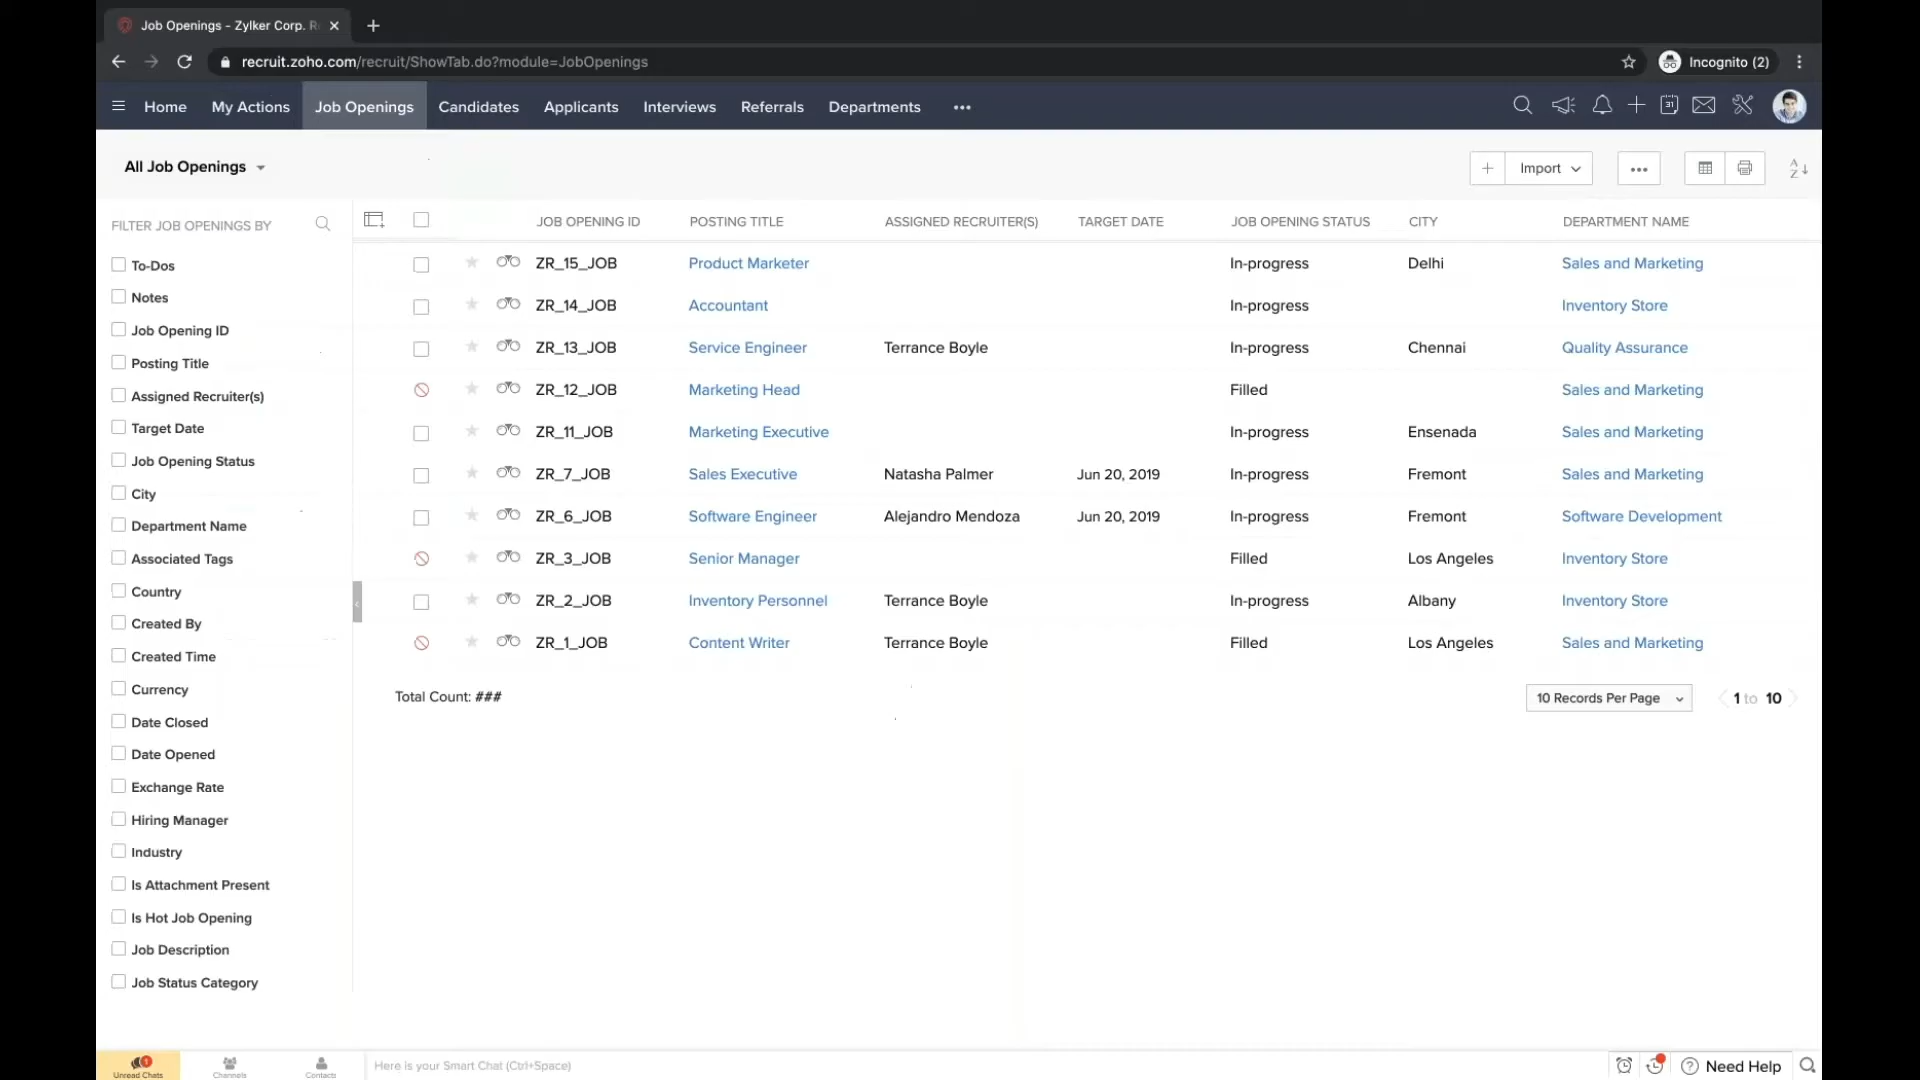 Job Openings - Zylker Corp. R
recruit.zoho.com/recruit/ShowTab.do?module=JobOpenings
Incognito (2)
Home My Actions Job Openings Candidates Applicants Interviews Referrals Departments
31
All Job Openings
Import
A
Z
FILTER JOB OPENINGS BY
JOB OPENING ID POSTING TITLE ASSIGNED RECRUITER(S) TARGET DATE JOB OPENING STATUS CITY DEPARTMENT NAME
ZR_15_JOB Product Marketer In-progress Delhi Sales and Marketing
ZR_14_JOB Accountant In-progress Inventory Store
ZR_13_JOB Service Engineer Terrance Boyle In-progress Chennai Quality Assurance
ZR_12_JOB Marketing Head Filled Sales and Marketing
ZR_11_JOB Marketing Executive In-progress Ensenada Sales and Marketing
ZR_7_JOB Sales Executive Natasha Palmer Jun 20, 2019 In-progress Fremont Sales and Marketing
ZR_6_JOB Software Engineer Alejandro Mendoza Jun 20, 2019 In-progress Fremont Software Development
ZR_3_JOB Senior Manager Filled Los Angeles Inventory Store
ZR_2_JOB Inventory Personnel Terrance Boyle In-progress Albany Inventory Store
ZR_1_JOB Content Writer Terrance Boyle Filled Los Angeles Sales and Marketing
Total Count: ###
10 Records Per Page
1 to 10
To-Dos
Notes
Job Opening ID
Posting Title
Assigned Recruiter(s)
Target Date
Job Opening Status
City
Department Name
Associated Tags
Country
Created By
Created Time
Currency
Date Closed
Date Opened
Exchange Rate
Hiring Manager
Industry
Is Attachment Present
Is Hot Job Opening
Job Description
Job Status Category
1
Unread Chats
Channels
Contacts
Here is your Smart Chat (Ctrl+Space)
Need Help